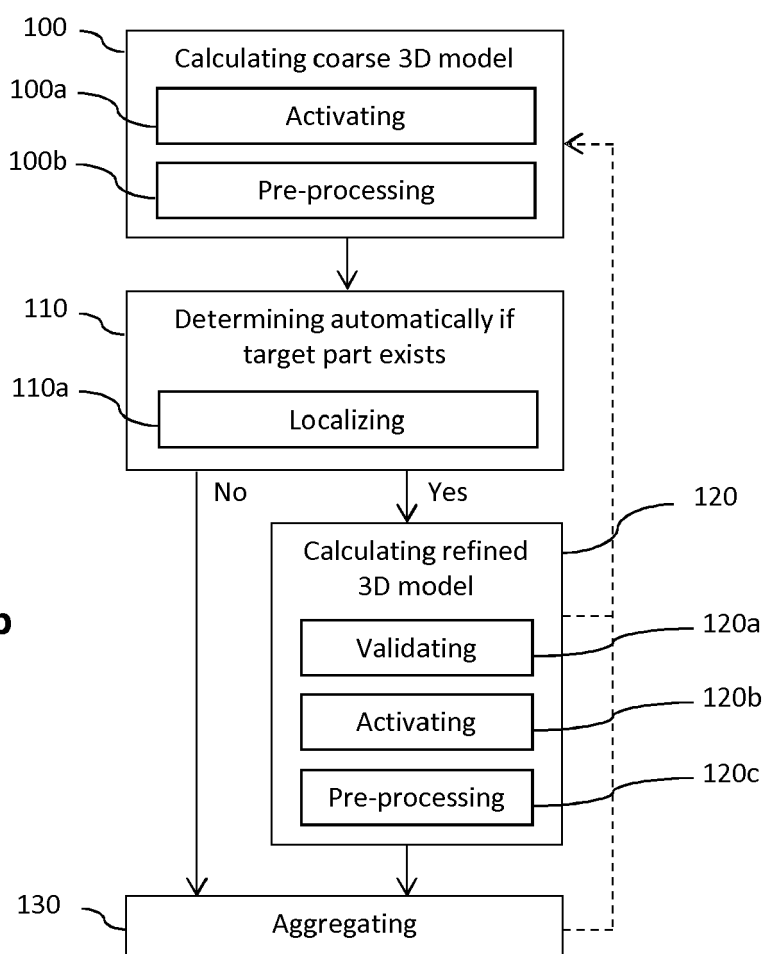 100
Calculating coarse 3D model
100a
Activating
100b
Pre-processing
110
Determining automatically if
target part exists
110a
Localizing
No
Yes
120
Calculating refined
3D model
b
120a
Validating
120b
Activating
120c
Pre-processing
130
Aggregating